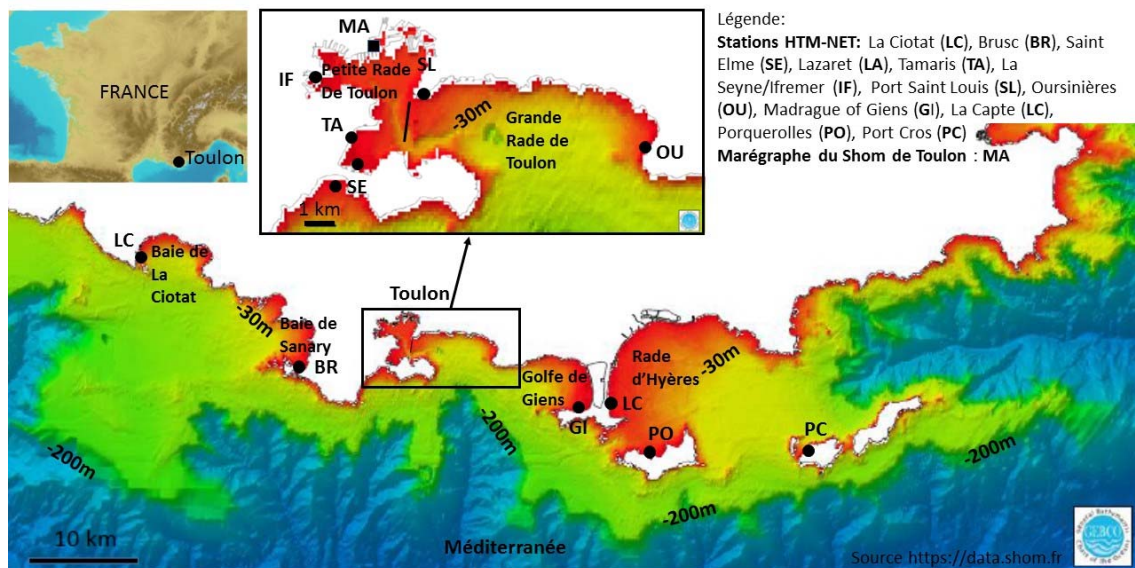 FRANCE
Toulon
MA
IF
Petite Rade
De Toulon
SL
-30m
Grande
Rade de
Toulon
TA
SE
OU
1 km
Légende:
Stations HTM-NET: La Ciotat (LC), Brusc (BR), Saint
Elme (SE), Lazaret (LA), Tamaris (TA), La
Seyne/Ifremer (IF), Port Saint Louis (SL), Oursinières
(OU), Madrague of Giens (GI), La Capte (LC),
Porquerolles (PO), Port Cros (PC)
Marégraphe du Shom de Toulon : MA
LC
Baie de
La
Ciotat
-30m
Baie de
Sanary
BR
Toulon
Golfe de
Giens
GI
LC
Rade
d'Hyères
-30m
PO
PC
-200m
-200m
-200m
-200m
10 km
Méditerranée
Source https://data.shom.fr
GEBCO